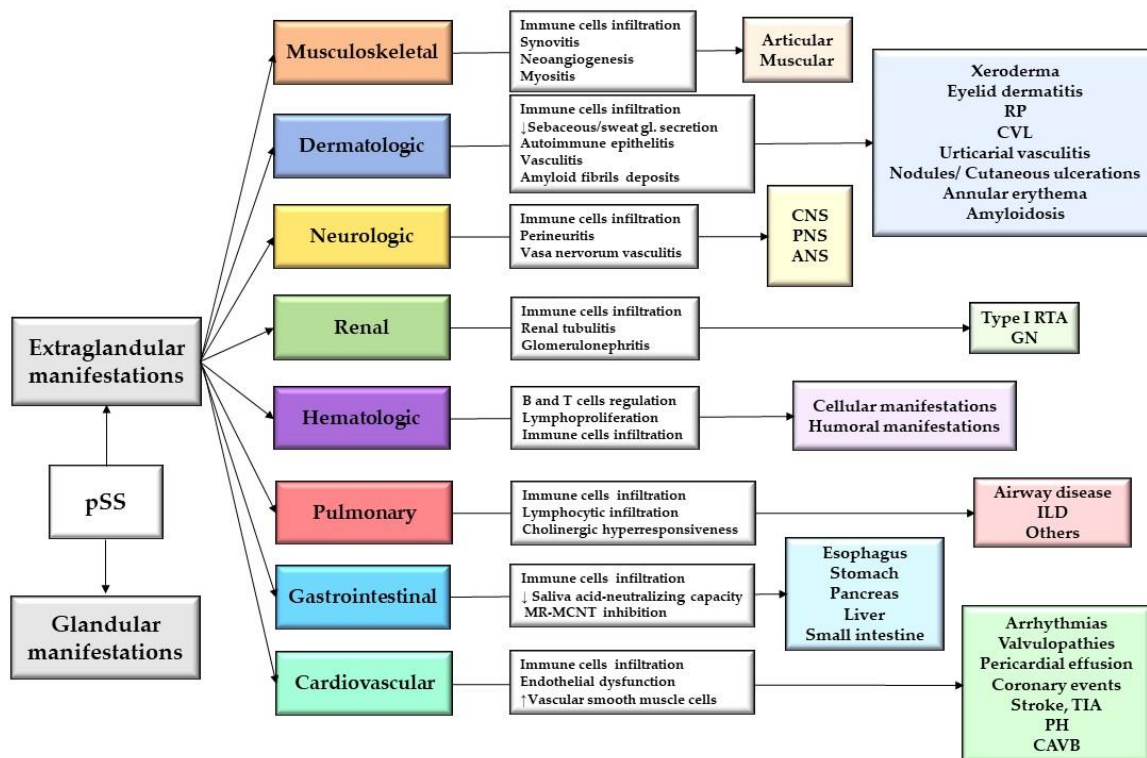 Extraglandular
manifestations
pSS
Glandular
manifestations
Musculoskeletal
Immune cells infiltration
Synovitis
Neoangiogenesis
Myositis
Articular
Muscular
Dermatologic
Immune cells infiltration
↓Sebaceous/sweat gl. secretion
Autoimmune epithelitis
Vasculitis
Amyloid fibrils deposits
Xeroderma
Eyelid dermatitis
RP
CVL
Urticarial vasculitis
Nodules/ Cutaneous ulcerations
Annular erythema
Amyloidosis
Neurologic
Immune cells infiltration
Perineuritis
Vasa nervorum vasculitis
CNS
PNS
ANS
Renal
Immune cells infiltration
Renal tubulitis
Glomerulonephritis
Type I RTA
GN
Hematologic
B and T cells regulation
Lymphoproliferation
Immune cells infiltration
Cellular manifestations
Humoral manifestations
Pulmonary
Immune cells infiltration
Lymphocytic infiltration
Cholinergic hyperresponsiveness
Airway disease
ILD
Others
Gastrointestinal
Immune cells infiltration
↓ Saliva acid-neutralizing capacity
MR-MCNT inhibition
Esophagus
Stomach
Pancreas
Liver
Small intestine
Cardiovascular
Immune cells infiltration
Endothelial dysfunction
↑Vascular smooth muscle cells
Arrhythmias
Valvulopathies
Pericardial effusion
Coronary events
Stroke, TIA
PH
CAVB